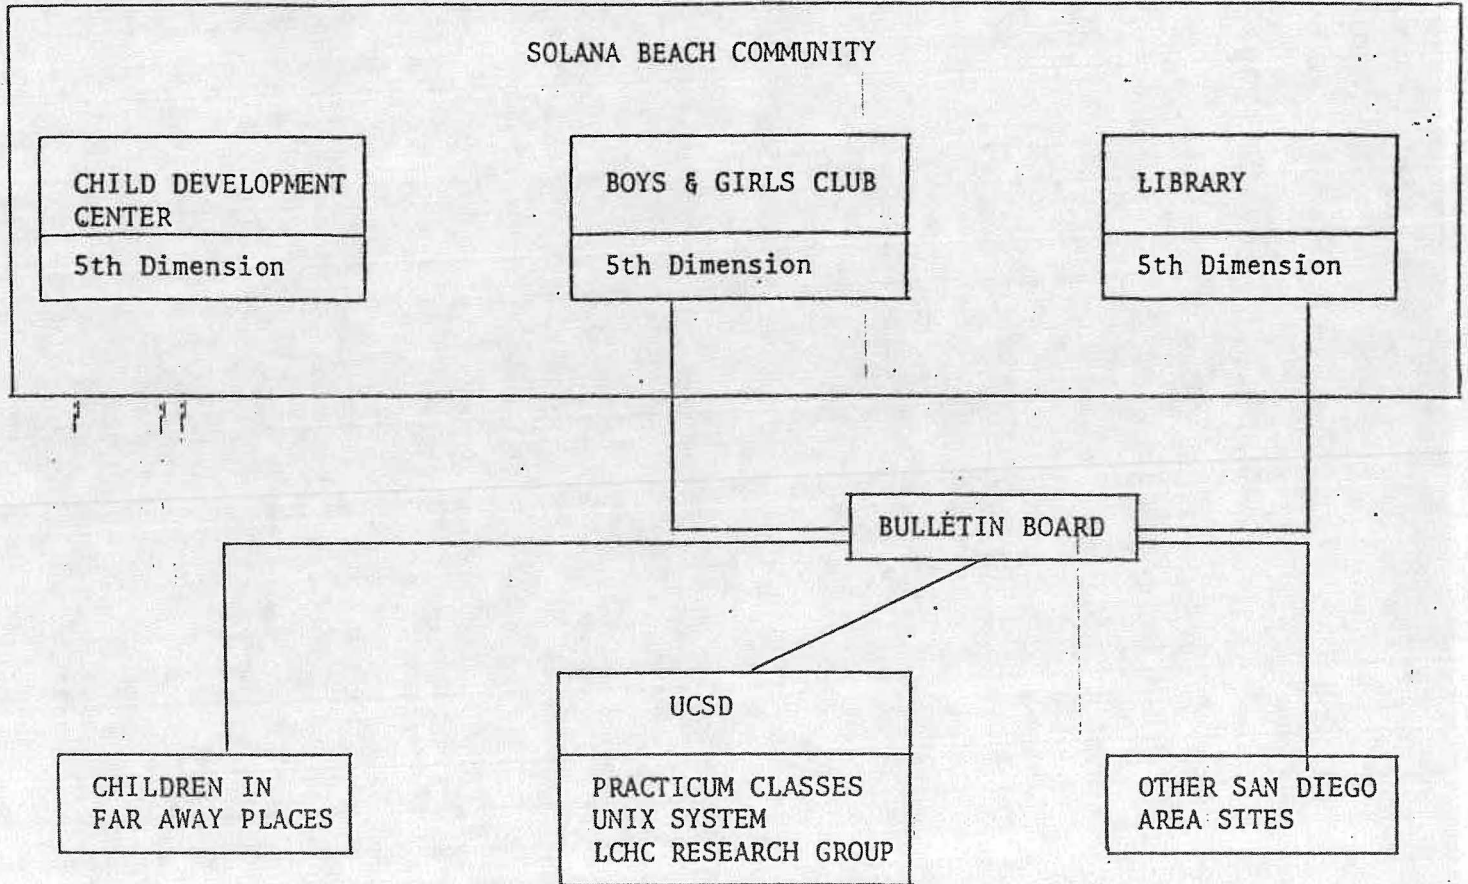 SOLANA BEACH COMMUNITY
CHILD DEVELOPMENT
CENTER
5th Dimension
BOYS & GIRLS CLUB
5th Dimension
LIBRARY
5th Dimension
BULLETIN BOARD
CHILDREN IN
FAR AWAY PLACES
UCSD
PRACTICUM CLASSES
UNIX SYSTEM
LCHC RESEARCH GROUP
OTHER SAN DIEGO
AREA SITES